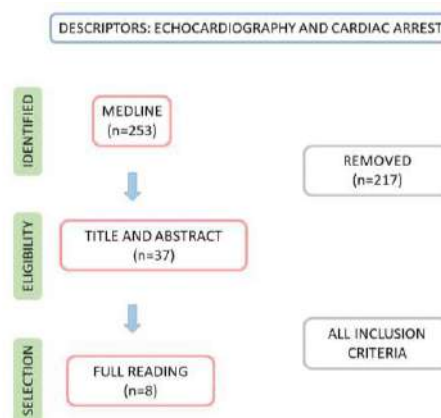 DESCRIPTORS: ECHOCARDIOGRAPHY AND CARDIAC ARREST
IDENTIFIED
MEDLINE
(n=253)
REMOVED
(n=217)
ELIGIBILITY
TITLE AND ABSTRACT
(n=37)
ALL INCLUSION
CRITERIA
SELECTION
FULL READING
(n=8)